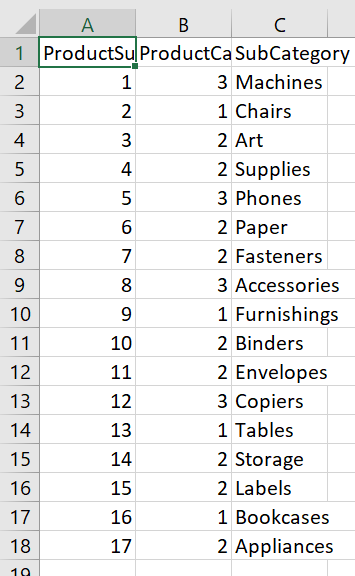 A B C
1 ProductSu ProductCa SubCategory
2 1 3 Machines
3 2 1 Chairs
4 3 2 Art
5 4 2 Supplies
6 5 3 Phones
7 6 2 Paper
8 7 2 Fasteners
9 8 3 Accessories
10 9 1 Furnishings
11 10 2 Binders
12 11 2 Envelopes
13 12 3 Copiers
14 13 1 Tables
15 14 2 Storage
16 15 2 Labels
17 16 1 Bookcases
18 17 2 Appliances
19